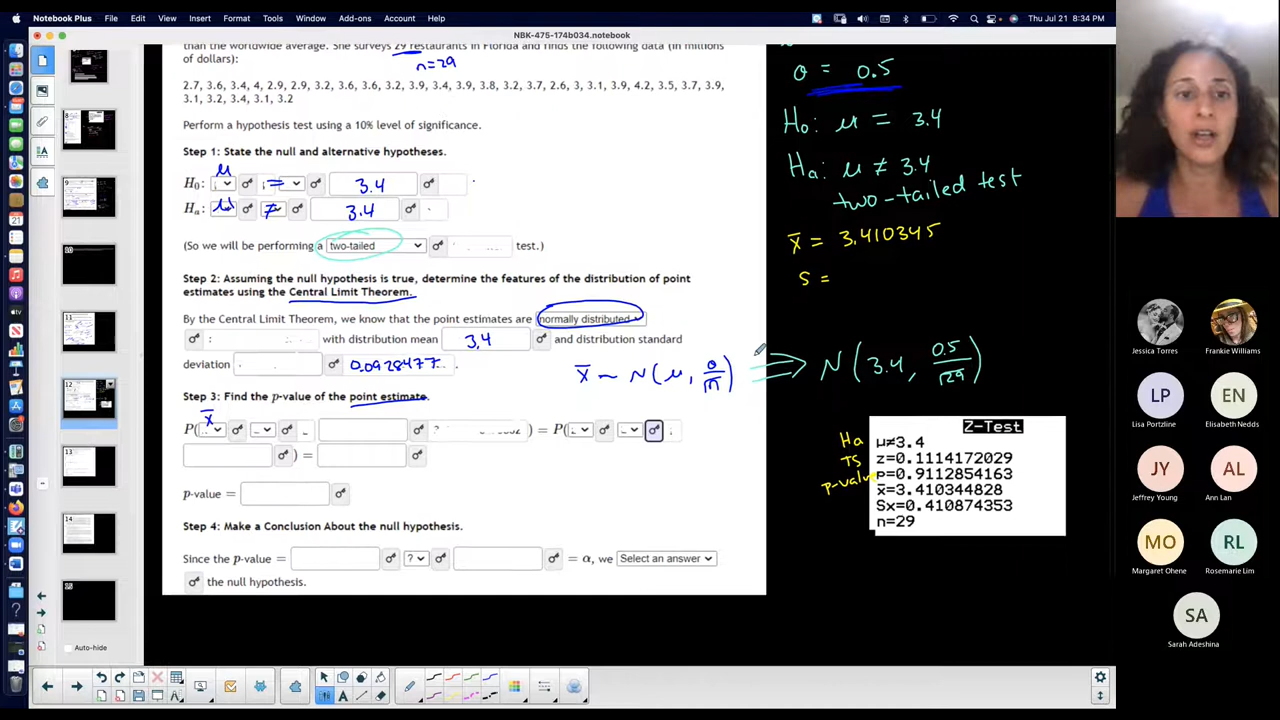 Notebook Plus File Edit View Insert Format Tools Window Add-ons Account Help Thu Jul 21 8:34 PM
NBK-475-174b034.notebook
than the worldwide average. She surveys 29 restaurants in Florida and finds the following data (in millions
of dollars):
n=29
2.7, 3.6, 3.4, 4, 2.9, 2.9, 3.2, 3.6, 3.6, 3.2, 3.9, 3.4, 3.9, 3.8, 3.2, 3.7, 2.6, 3, 3.1, 3.9, 4.2, 3.5, 3.7, 3.9,
3.1, 3.2, 3.4, 3.1, 3.2
Perform a hypothesis test using a 10% level of significance.
Step 1: State the null and alternative hypotheses.
H0: μ = 3.4
Ha: μ ≠ 3.4
(So we will be performing a two-tailed test.)
Step 2: Assuming the null hypothesis is true, determine the features of the distribution of point
estimates using the Central Limit Theorem.
By the Central Limit Theorem, we know that the point estimates are normally distributed
with distribution mean 3.4 and distribution standard
deviation 0.0928477.
x̄ ~ N(μ, σ/√n) ⇒ N(3.4, 0.5/√29)
Step 3: Find the p-value of the point estimate.
P(x̄ ) = P(
) =
p-value =
Step 4: Make a Conclusion About the null hypothesis.
Since the p-value = ? = α, we Select an answer
the null hypothesis.
σ = 0.5
H0: μ = 3.4
Ha: μ ≠ 3.4
two-tailed test
x̄ = 3.410345
s =
Z-Test
Ha μ≠3.4
TS z=0.1114172029
p-value p=0.9112854163
x̄=3.410344828
Sx=0.410874353
n=29
Jessica Torres
Frankie Williams
LP
Lisa Portzline
EN
Elisabeth Nedds
JY
Jeffrey Young
AL
Ann Lan
MO
Margaret Ohene
RL
Rosemarie Lim
SA
Sarah Adeshina
8
9
10
11
12
13
14
15
Auto-hide